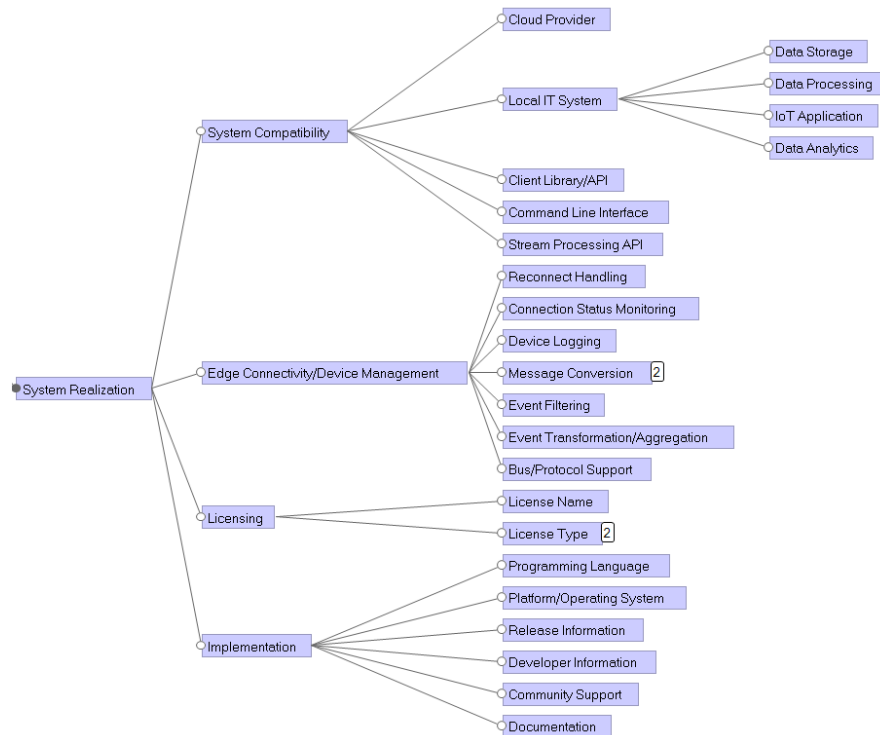 Cloud Provider
Data Storage
Data Processing
Local IT System
IoT Application
System Compatibility
Data Analytics
Client Library/API
Command Line Interface
Stream Processing API
Reconnect Handling
Connection Status Monitoring
Device Logging
Edge Connectivity/Device Management
Message Conversion 2
System Realization
Event Filtering
Event Transformation/Aggregation
Bus/Protocol Support
License Name
Licensing
License Type 2
Programming Language
Platform/Operating System
Release Information
Implementation
Developer Information
Community Support
Documentation